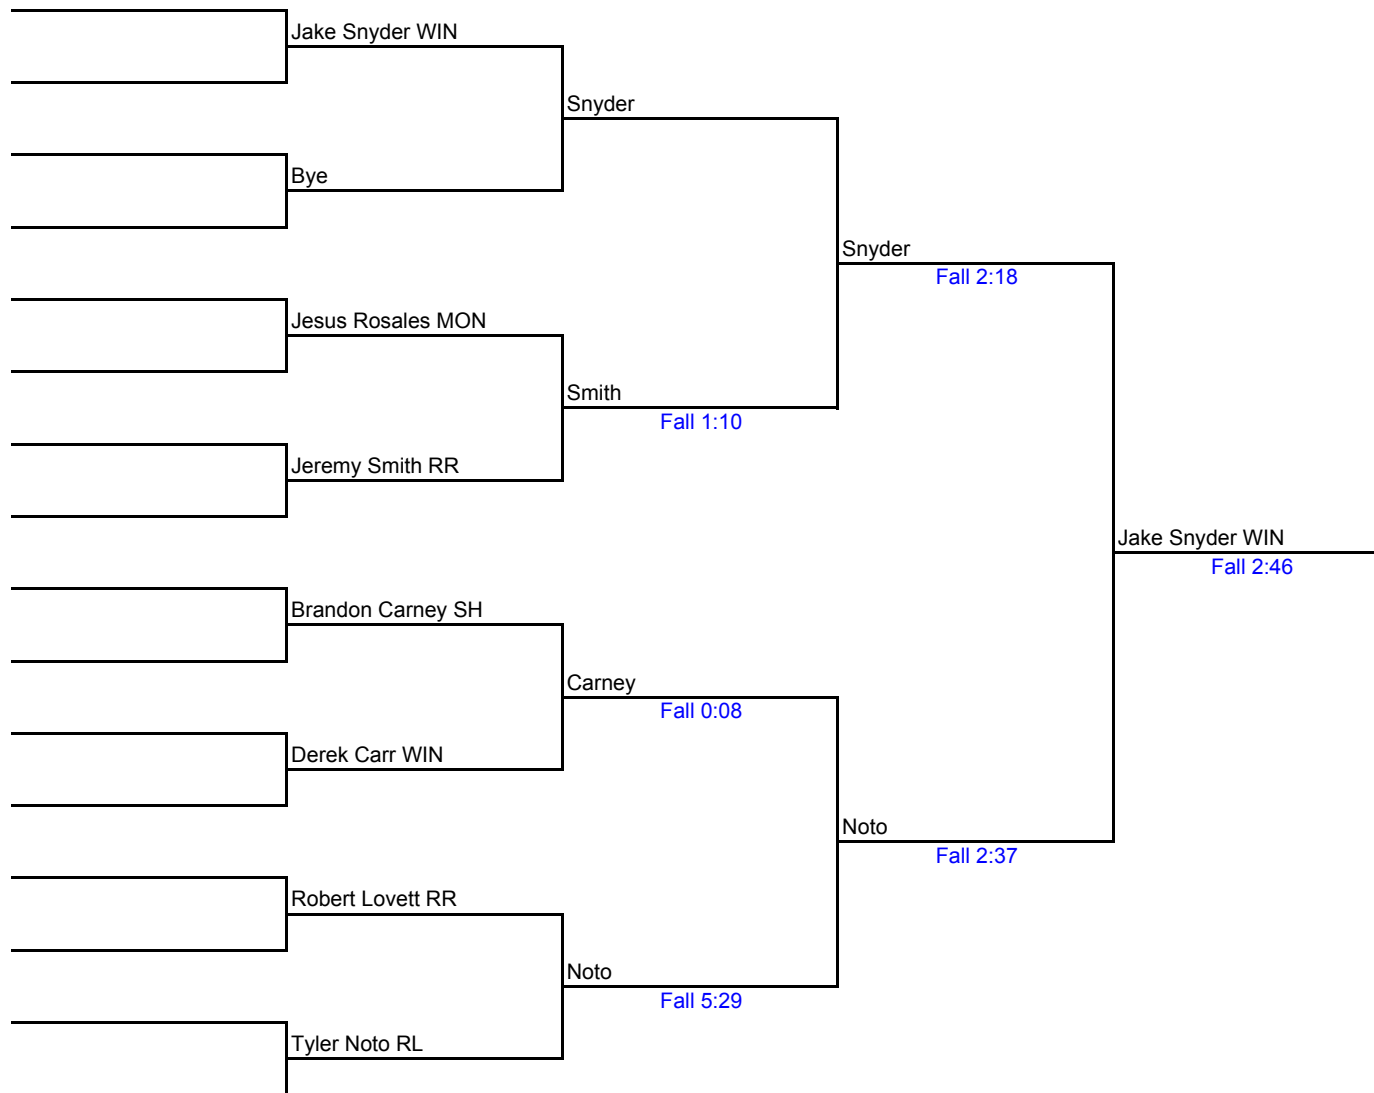 Jake Snyder WIN
Snyder
Bye
Snyder
Fall 2:18
Jesus Rosales MON
Smith
Fall 1:10
Jeremy Smith RR
Jake Snyder WIN
Fall 2:46
Brandon Carney SH
Carney
Fall 0:08
Derek Carr WIN
Noto
Fall 2:37
Robert Lovett RR
Noto
Fall 5:29
Tyler Noto RL